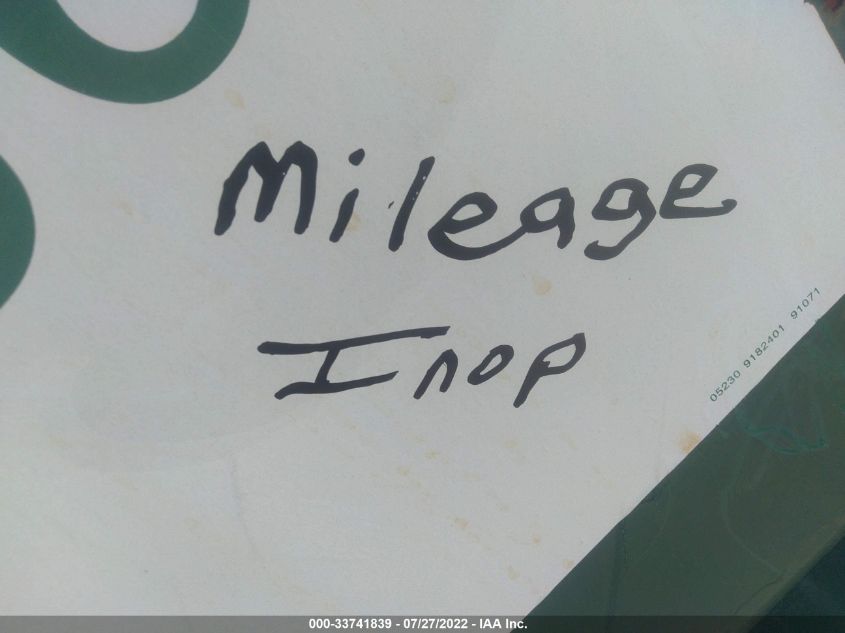 Mileage
Inop
05230 9182401 91071
000-33741839 - 07/27/2022 - IAA Inc.